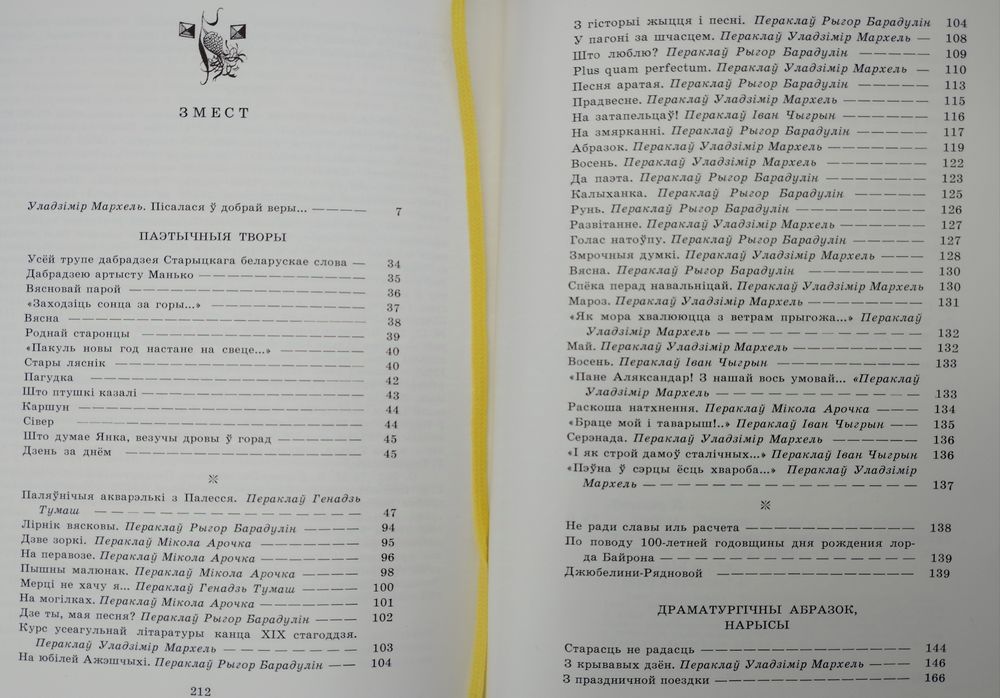 ЗМЕСТ
Уладзімір Мархель. Пісалася ў добрай веры... ———— 7
ПАЭТЫЧНЫЯ ТВОРЫ
Усёй трупе дабрадзея Старыцкага беларускае слова — 34
Дабрадзею артысту Манько ———— 35
Вясновай парой ———— 36
«Заходзіць сонца за горы...» ———— 37
Вясна ———— 38
Роднай старонцы ———— 39
«Пакуль новы год настане на свеце...» ———— 40
Стары ляснік ———— 40
Пагудка ———— 42
Што птушкі казалі ———— 43
Каршун ———— 44
Сівер ———— 44
Што думае Янка, везучы дровы ў горад ———— 45
Дзень за днём ———— 45
Паляўнічыя акварэлькі з Палесся. Пераклаў Генадзь
Тумаш ———— 47
Лірнік вясковы. Пераклаў Рыгор Барадулін ———— 94
Дзве зоркі. Пераклаў Мікола Арочка ———— 95
На перавозе. Пераклаў Мікола Арочка ———— 96
Пышны малюнак. Пераклаў Мікола Арочка ———— 98
Мерці не хачу я... Пераклаў Генадзь Тумаш ———— 100
На могілках. Пераклаў Мікола Арочка ———— 101
Дзе ты, мая песня? Пераклаў Рыгор Барадулін ———— 102
Курс усеагульнай літаратуры канца XIX стагоддзя.
Пераклаў Уладзімір Мархель ———— 103
На юбілей Ажэшчыхі. Пераклаў Рыгор Барадулін —— 104
212
З гісторыі жыцця і песні. Пераклаў Рыгор Барадулін 104
У пагоні за шчасцем. Пераклаў Уладзімір Мархель — 108
Што люблю? Пераклаў Рыгор Барадулін ———— 109
Plus quam perfectum. Пераклаў Уладзімір Мархель — 110
Песня аратая. Пераклаў Рыгор Барадулін ———— 113
Прадвесне. Пераклаў Уладзімір Мархель ———— 115
На затапельцаў! Пераклаў Іван Чыгрын ———— 116
На змярканні. Пераклаў Рыгор Барадулін ———— 117
Абразок. Пераклаў Уладзімір Мархель ———— 119
Восень. Пераклаў Уладзімір Мархель ———— 122
Да паэта. Пераклаў Рыгор Барадулін ———— 123
Калыханка. Пераклаў Рыгор Барадулін ———— 125
Рунь. Пераклаў Рыгор Барадулін ———— 126
Развітанне. Пераклаў Уладзімір Мархель ———— 127
Голас натоўпу. Пераклаў Рыгор Барадулін ———— 127
Змрочныя думкі. Пераклаў Уладзімір Мархель ———— 128
Вясна. Пераклаў Рыгор Барадулін ———— 130
Спёка перад навальніцай. Пераклаў Уладзімір Мархель 130
Мароз. Пераклаў Уладзімір Мархель ———— 131
«Як мора хвалюющца з ветрам прыгожа...» Пераклаў
Уладзімір Мархель ———— 132
Май. Пераклаў Уладзімір Мархель ———— 132
Восень. Пераклаў Іван Чыгрын ———— 133
«Пане Аляксандар! З нашай вось умовай... «Пераклаў
Уладзімір Мархель ———— 133
Раскоша натхнення. Пераклаў Мікола Арочка ——— 134
«Браце мой і таварыш!..» Пераклаў Іван Чыгрын —— 135
Серэнада. Пераклаў Уладзімір Мархель ———— 136
«І як строй дамоў сталічных...» Пераклаў Іван Чыгрын 136
«Пэўна ў сэрцы ёсць хвароба...» Пераклаў Уладзімір
Мархель ———— 137
Не ради славы иль расчета ———— 138
По поводу 100-летней годовщины дня рождения лор-
да Байрона ———— 139
Джюбелини-Рядновой ———— 139
ДРАМАТУРГІЧНЫ АБРАЗОК,
НАРЫСЫ
Старасць не радасць ———— 144
З крывавых дзён. Пераклаў Уладзімір Мархель ——— 146
З праздничной поездки ———— 166